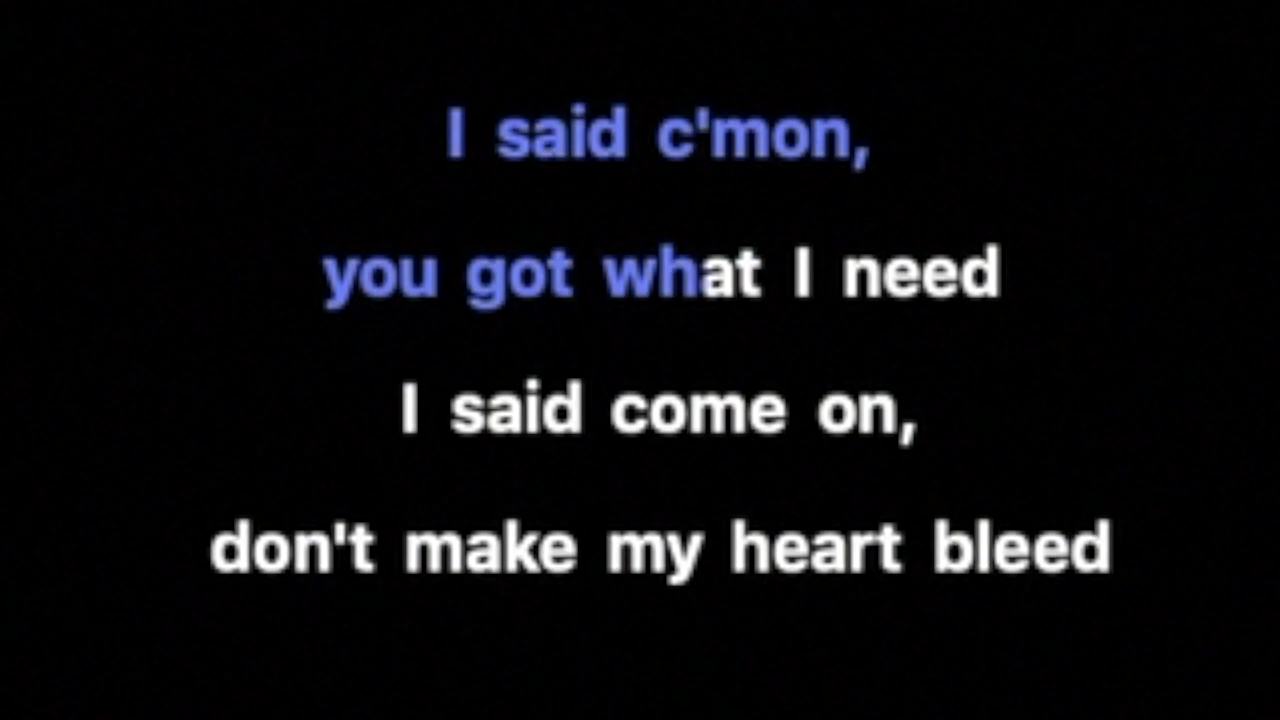 I said c'mon,
you got what I need
I said come on,
don't make my heart bleed